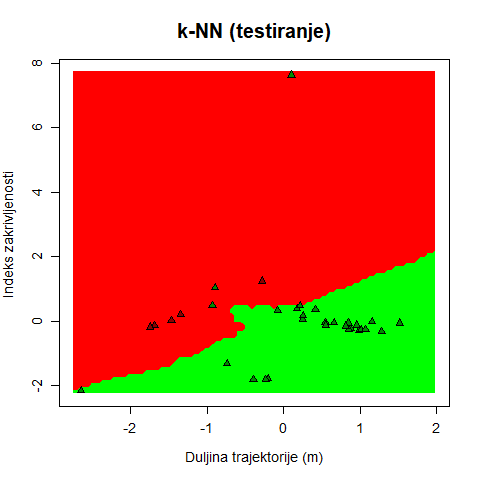 k-NN (testiranje)
Indeks zakrivljenosti
8
6
4
2
0
-2
-2 -1 0 1 2
Duljina trajektorije (m)